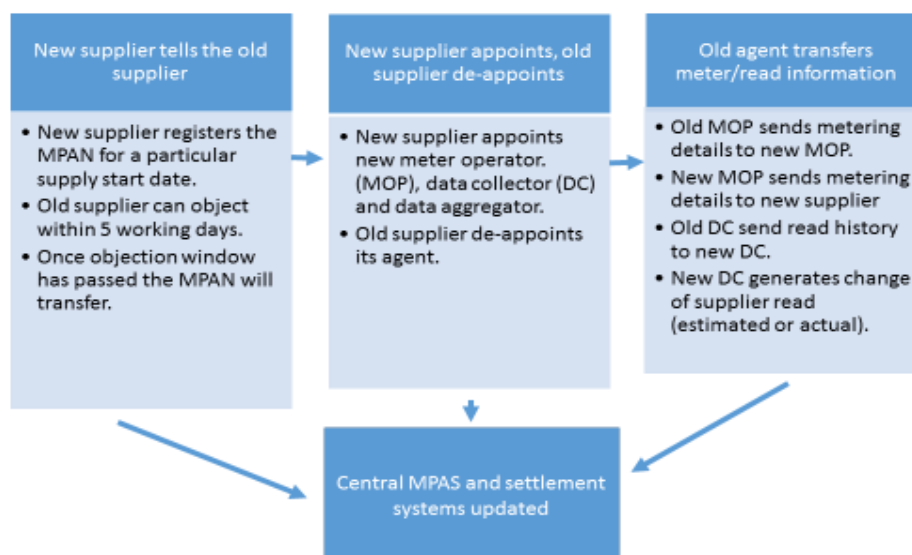 New supplier tells the old
supplier
• New supplier registers the
MPAN for a particular
supply start date.
• Old supplier can object
within 5 working days.
• Once objection window
has passed the MPAN will
transfer.
New supplier appoints, old
supplier de-appoints
• New supplier appoints
new meter operator.
(MOP), data collector (DC)
and data aggregator.
• Old supplier de-appoints
its agent.
Old agent transfers
meter/read information
• Old MOP sends metering
details to new MOP.
• New MOP sends metering
details to new supplier
• Old DC send read history
to new DC.
• New DC generates change
of supplier read
(estimated or actual).
Central MPAS and settlement
systems updated